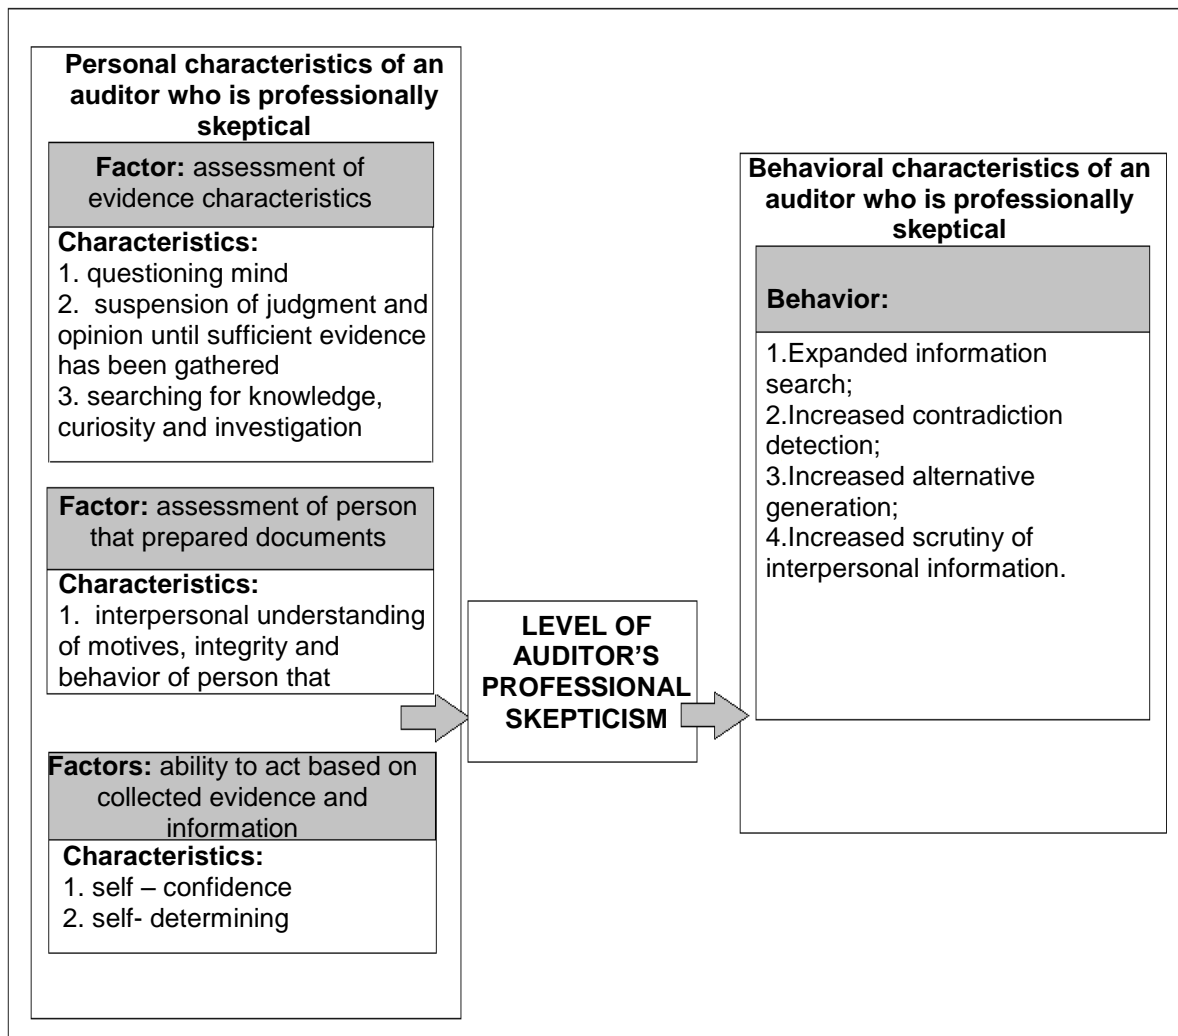 Personal characteristics of an
auditor who is professionally
skeptical
Factor: assessment of
evidence characteristics
Characteristics:
1. questioning mind
2. suspension of judgment and
opinion until sufficient evidence
has been gathered
3. searching for knowledge,
curiosity and investigation
Factor: assessment of person
that prepared documents
Characteristics:
1. interpersonal understanding
of motives, integrity and
behavior of person that
Factors: ability to act based on
collected evidence and
information
Characteristics:
1. self – confidence
2. self- determining
LEVEL OF
AUDITOR’S
PROFESSIONAL
SKEPTICISM
Behavioral characteristics of an
auditor who is professionally
skeptical
Behavior:
1.Expanded information
search;
2.Increased contradiction
detection;
3.Increased alternative
generation;
4.Increased scrutiny of
interpersonal information.